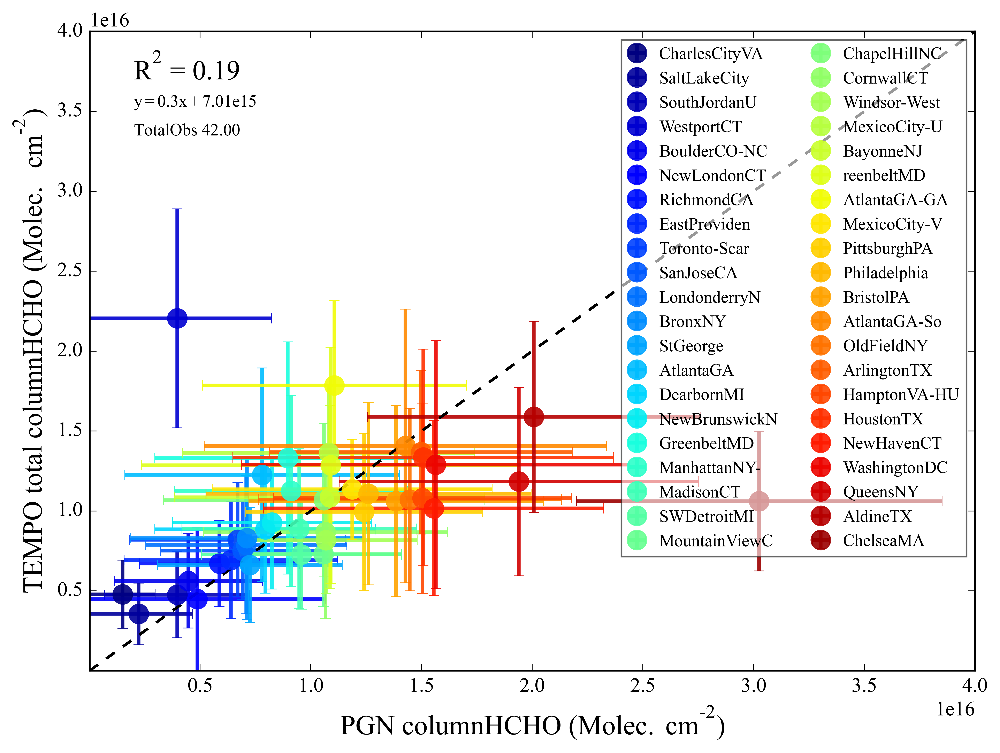 1e16
4.0
3.5
3.0
2.5
2.0
1.5
1.0
0.5
TEMPO total columnHCHO (Molec. cm-2)
R2 = 0.19
y=0.3x+7.01e15
TotalObs 42.00
CharlesCityVA
SaltLakeCity
SouthJordanU
WestportCT
BoulderCO-NC
NewLondonCT
RichmondCA
EastProviden
Toronto-Scar
SanJoseCA
LondonderryN
BronxNY
StGeorge
AtlantaGA
DearbornMI
NewBrunswickN
GreenbeltMD
ManhattanNY-
MadisonCT
SWDetroitMI
MountainViewC
ChapelHillNC
CornwallCT
Windsor-West
MexicoCity-U
BayonneNJ
reenbeltMD
AtlantaGA-GA
MexicoCity-V
PittsburghPA
Philadelphia
BristolPA
AtlantaGA-So
OldFieldNY
ArlingtonTX
HamptonVA-HU
HoustonTX
NewHavenCT
WashingtonDC
QueensNY
AldineTX
ChelseaMA
0.5 1.0 1.5 2.0 2.5 3.0 3.5 4.0
1e16
PGN columnHCHO (Molec. cm-2)